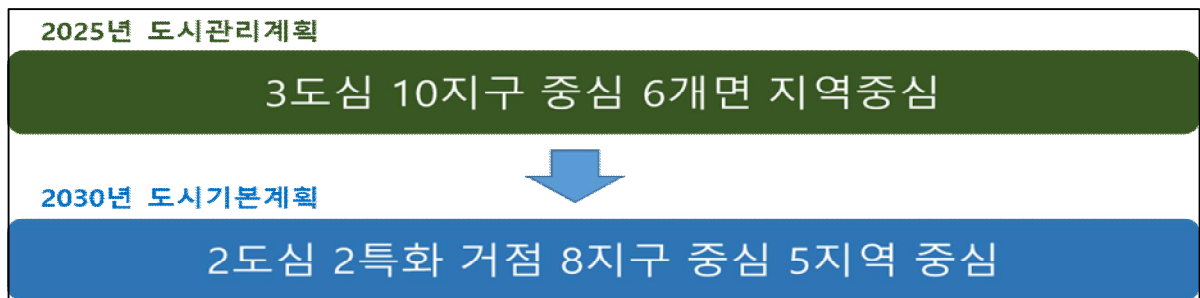 2025년 도시관리계획
3도심 10지구 중심 6개면 지역중심
2030년 도시기본계획
2도심 2특화 거점 8지구 중심 5지역 중심